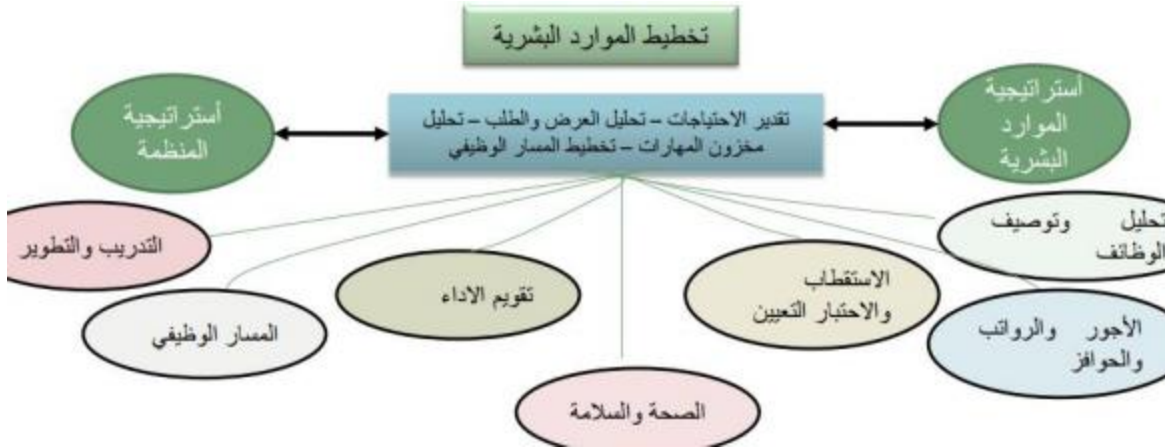 تخطيط الموارد البشرية
أستراتيجية
الموارد
البشرية
تقدير الاحتياجات – تحليل العرض والطلب – تحليل
مخزون المهارات – تخطيط المسار الوظيفي
أستراتيجية
المنظمة
تحليل وتوصيف
الوظائف
الأجور والرواتب
والحوافز
الاستقطاب
والاختبار التعيين
تقويم الاداء
التدريب والتطوير
المسار الوظيفي
الصحة والسلامة